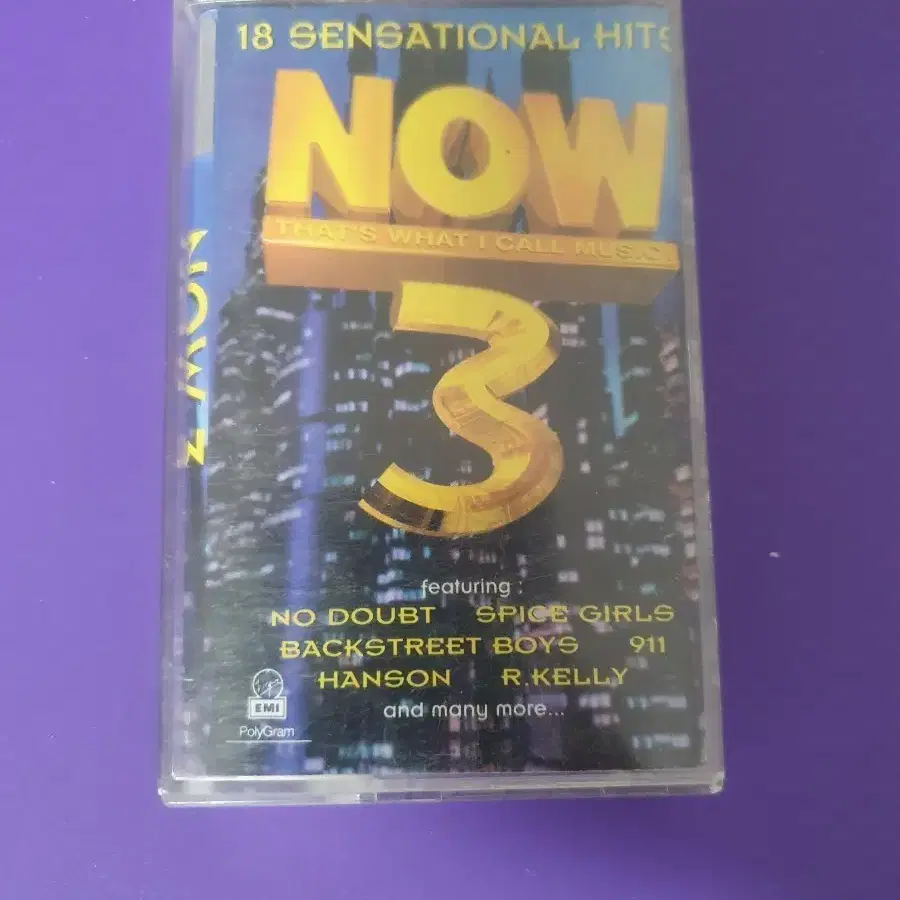 18 SENSATIONAL HITS
NOW
THAT'S WHAT I CALL MUSIC!
3
NOW 3
featuring :
NO DOUBT SPICE GIRLS
BACKSTREET BOYS 911
HANSON R.KELLY
and many more...
Virgin
EMI
PolyGram